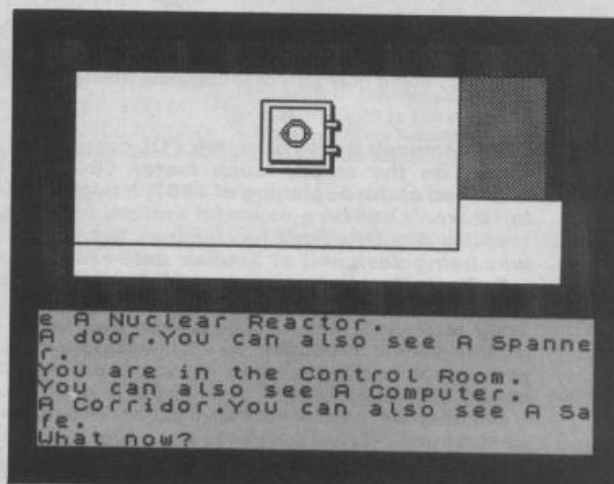 e A Nuclear Reactor.
A door.You can also see A Spanne
r.
You are in the Control Room.
You can also see A Computer.
A Corridor.You can also see A Sa
fe.
What now?